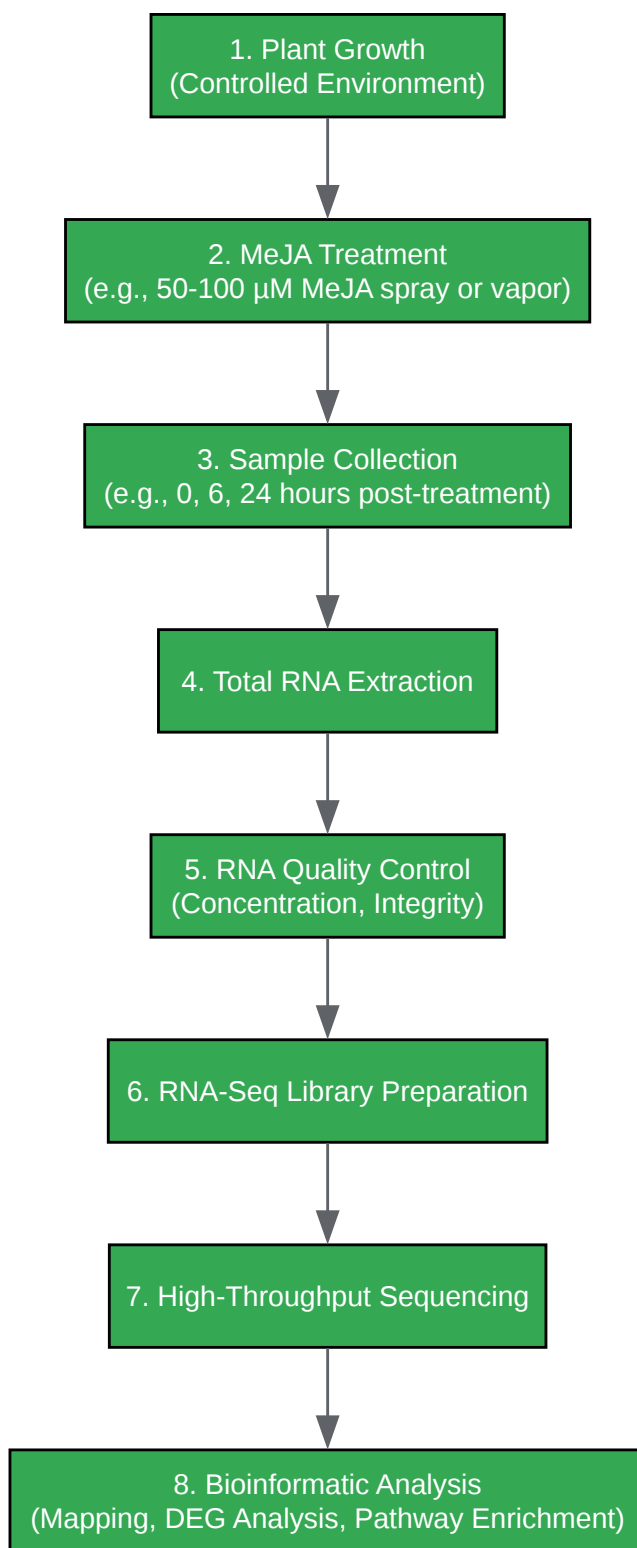 1. Plant Growth
(Controlled Environment)
2. MeJA Treatment
(e.g., 50-100 µM MeJA spray or vapor)
3. Sample Collection
(e.g., 0, 6, 24 hours post-treatment)
4. Total RNA Extraction
5. RNA Quality Control
(Concentration, Integrity)
6. RNA-Seq Library Preparation
7. High-Throughput Sequencing
8. Bioinformatic Analysis
(Mapping, DEG Analysis, Pathway Enrichment)